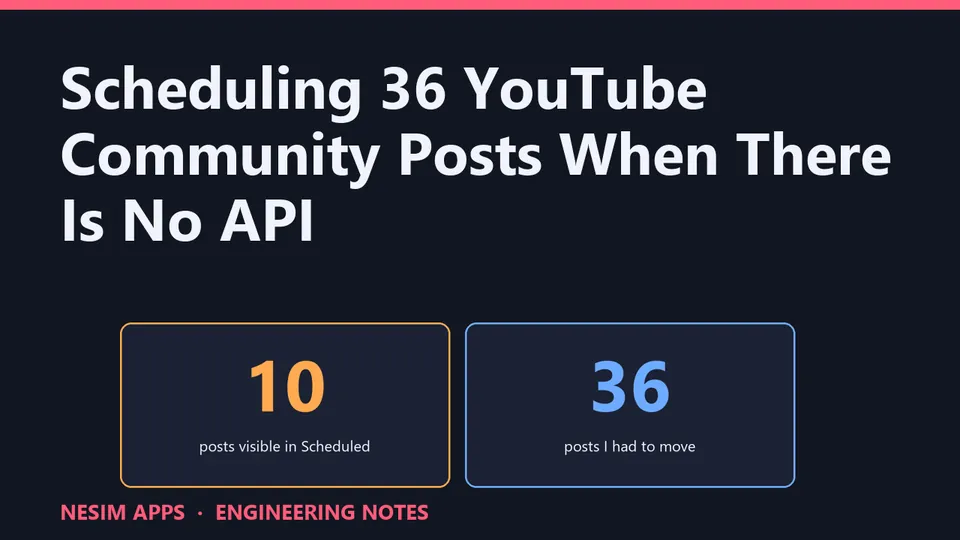 Scheduling 36 YouTube
Community Posts When There
Is No API
10
posts visible in Scheduled
36
posts I had to move
NESIM APPS · ENGINEERING NOTES